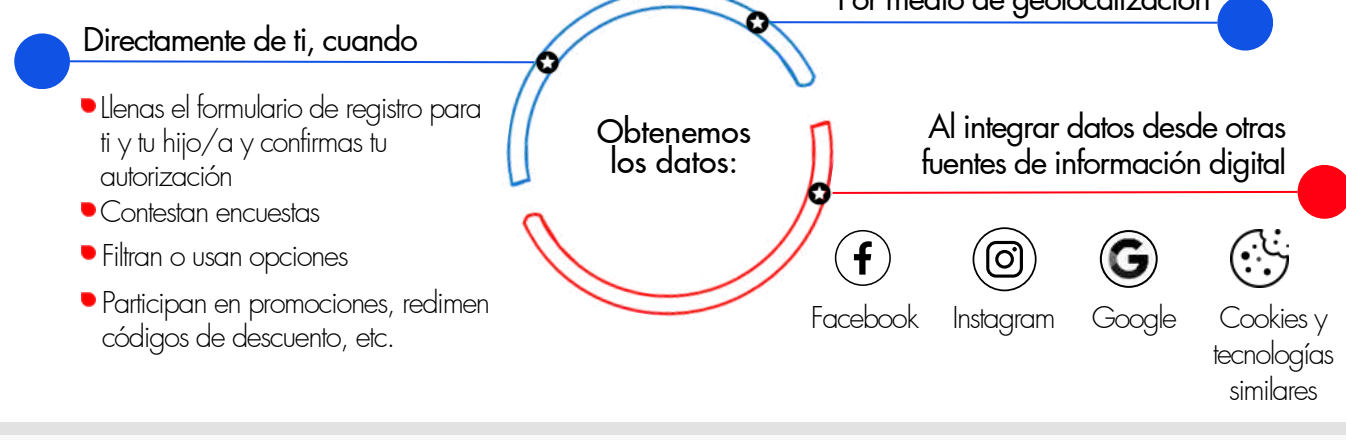 Por medio de geolocalización
Directamente de ti, cuando
Llenas el formulario de registro para
ti y tu hijo/a y confirmas tu
autorización
Contestan encuestas
Filtran o usan opciones
Participan en promociones, redimen
códigos de descuento, etc.
Obtenemos
los datos:
Al integrar datos desde otras
fuentes de información digital
Facebook
Instagram
Google
Cookies y
tecnologías
similares